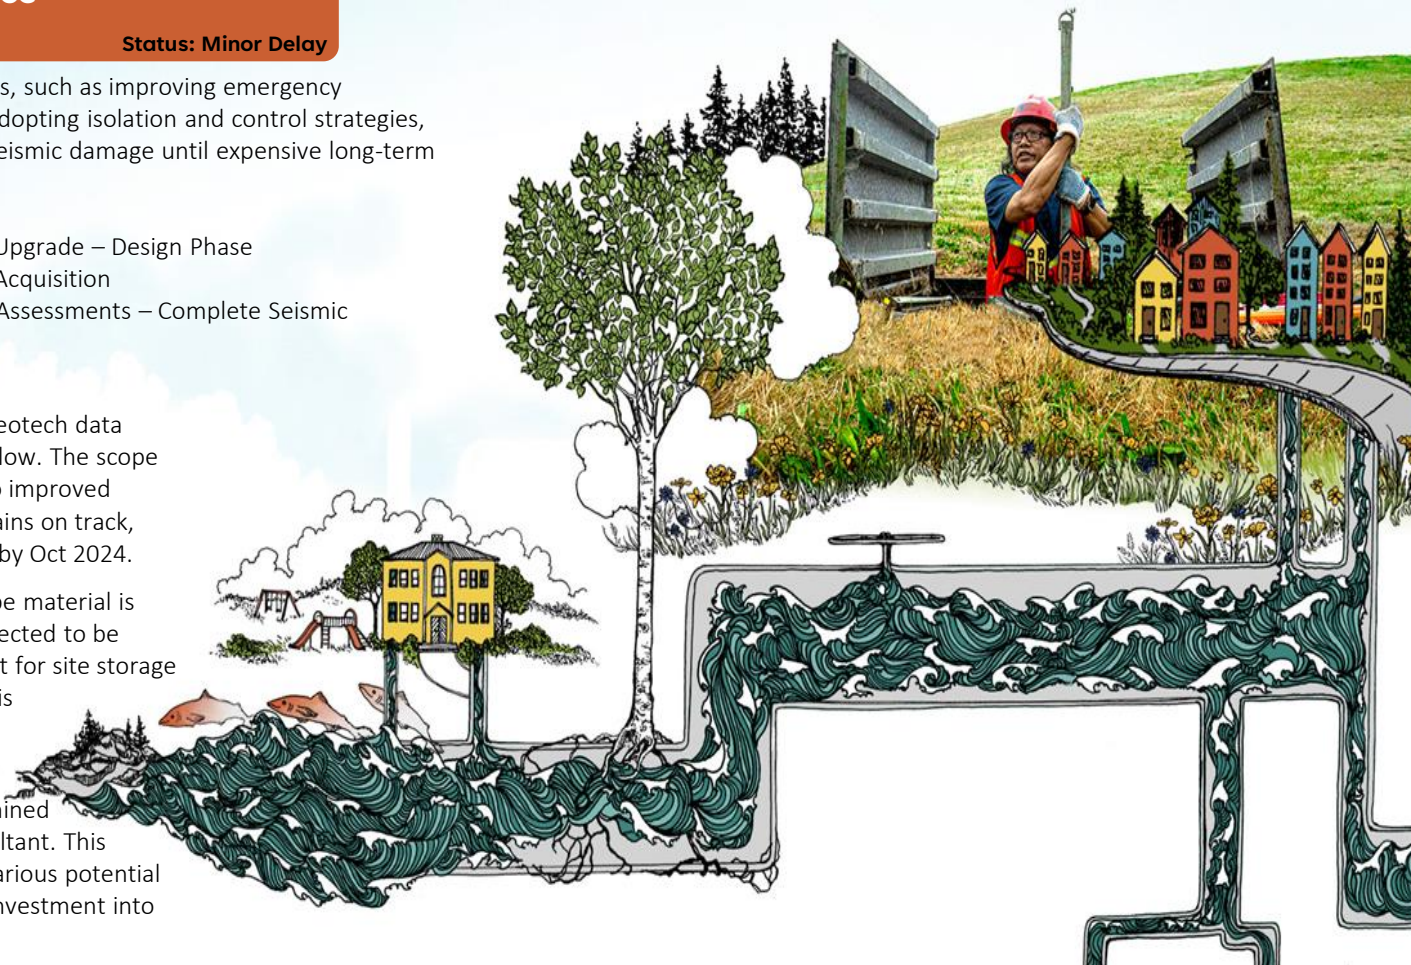 Status: Minor Delay
s, such as improving emergency
dopting isolation and control strategies,
eismic damage until expensive long-term
Upgrade – Design Phase
Acquisition
Assessments – Complete Seismic
eotech data
low. The scope
improved
ains on track,
by Oct 2024.
pe material is
ected to be
t for site storage
is
ained
ltant. This
arious potential
nvestment into